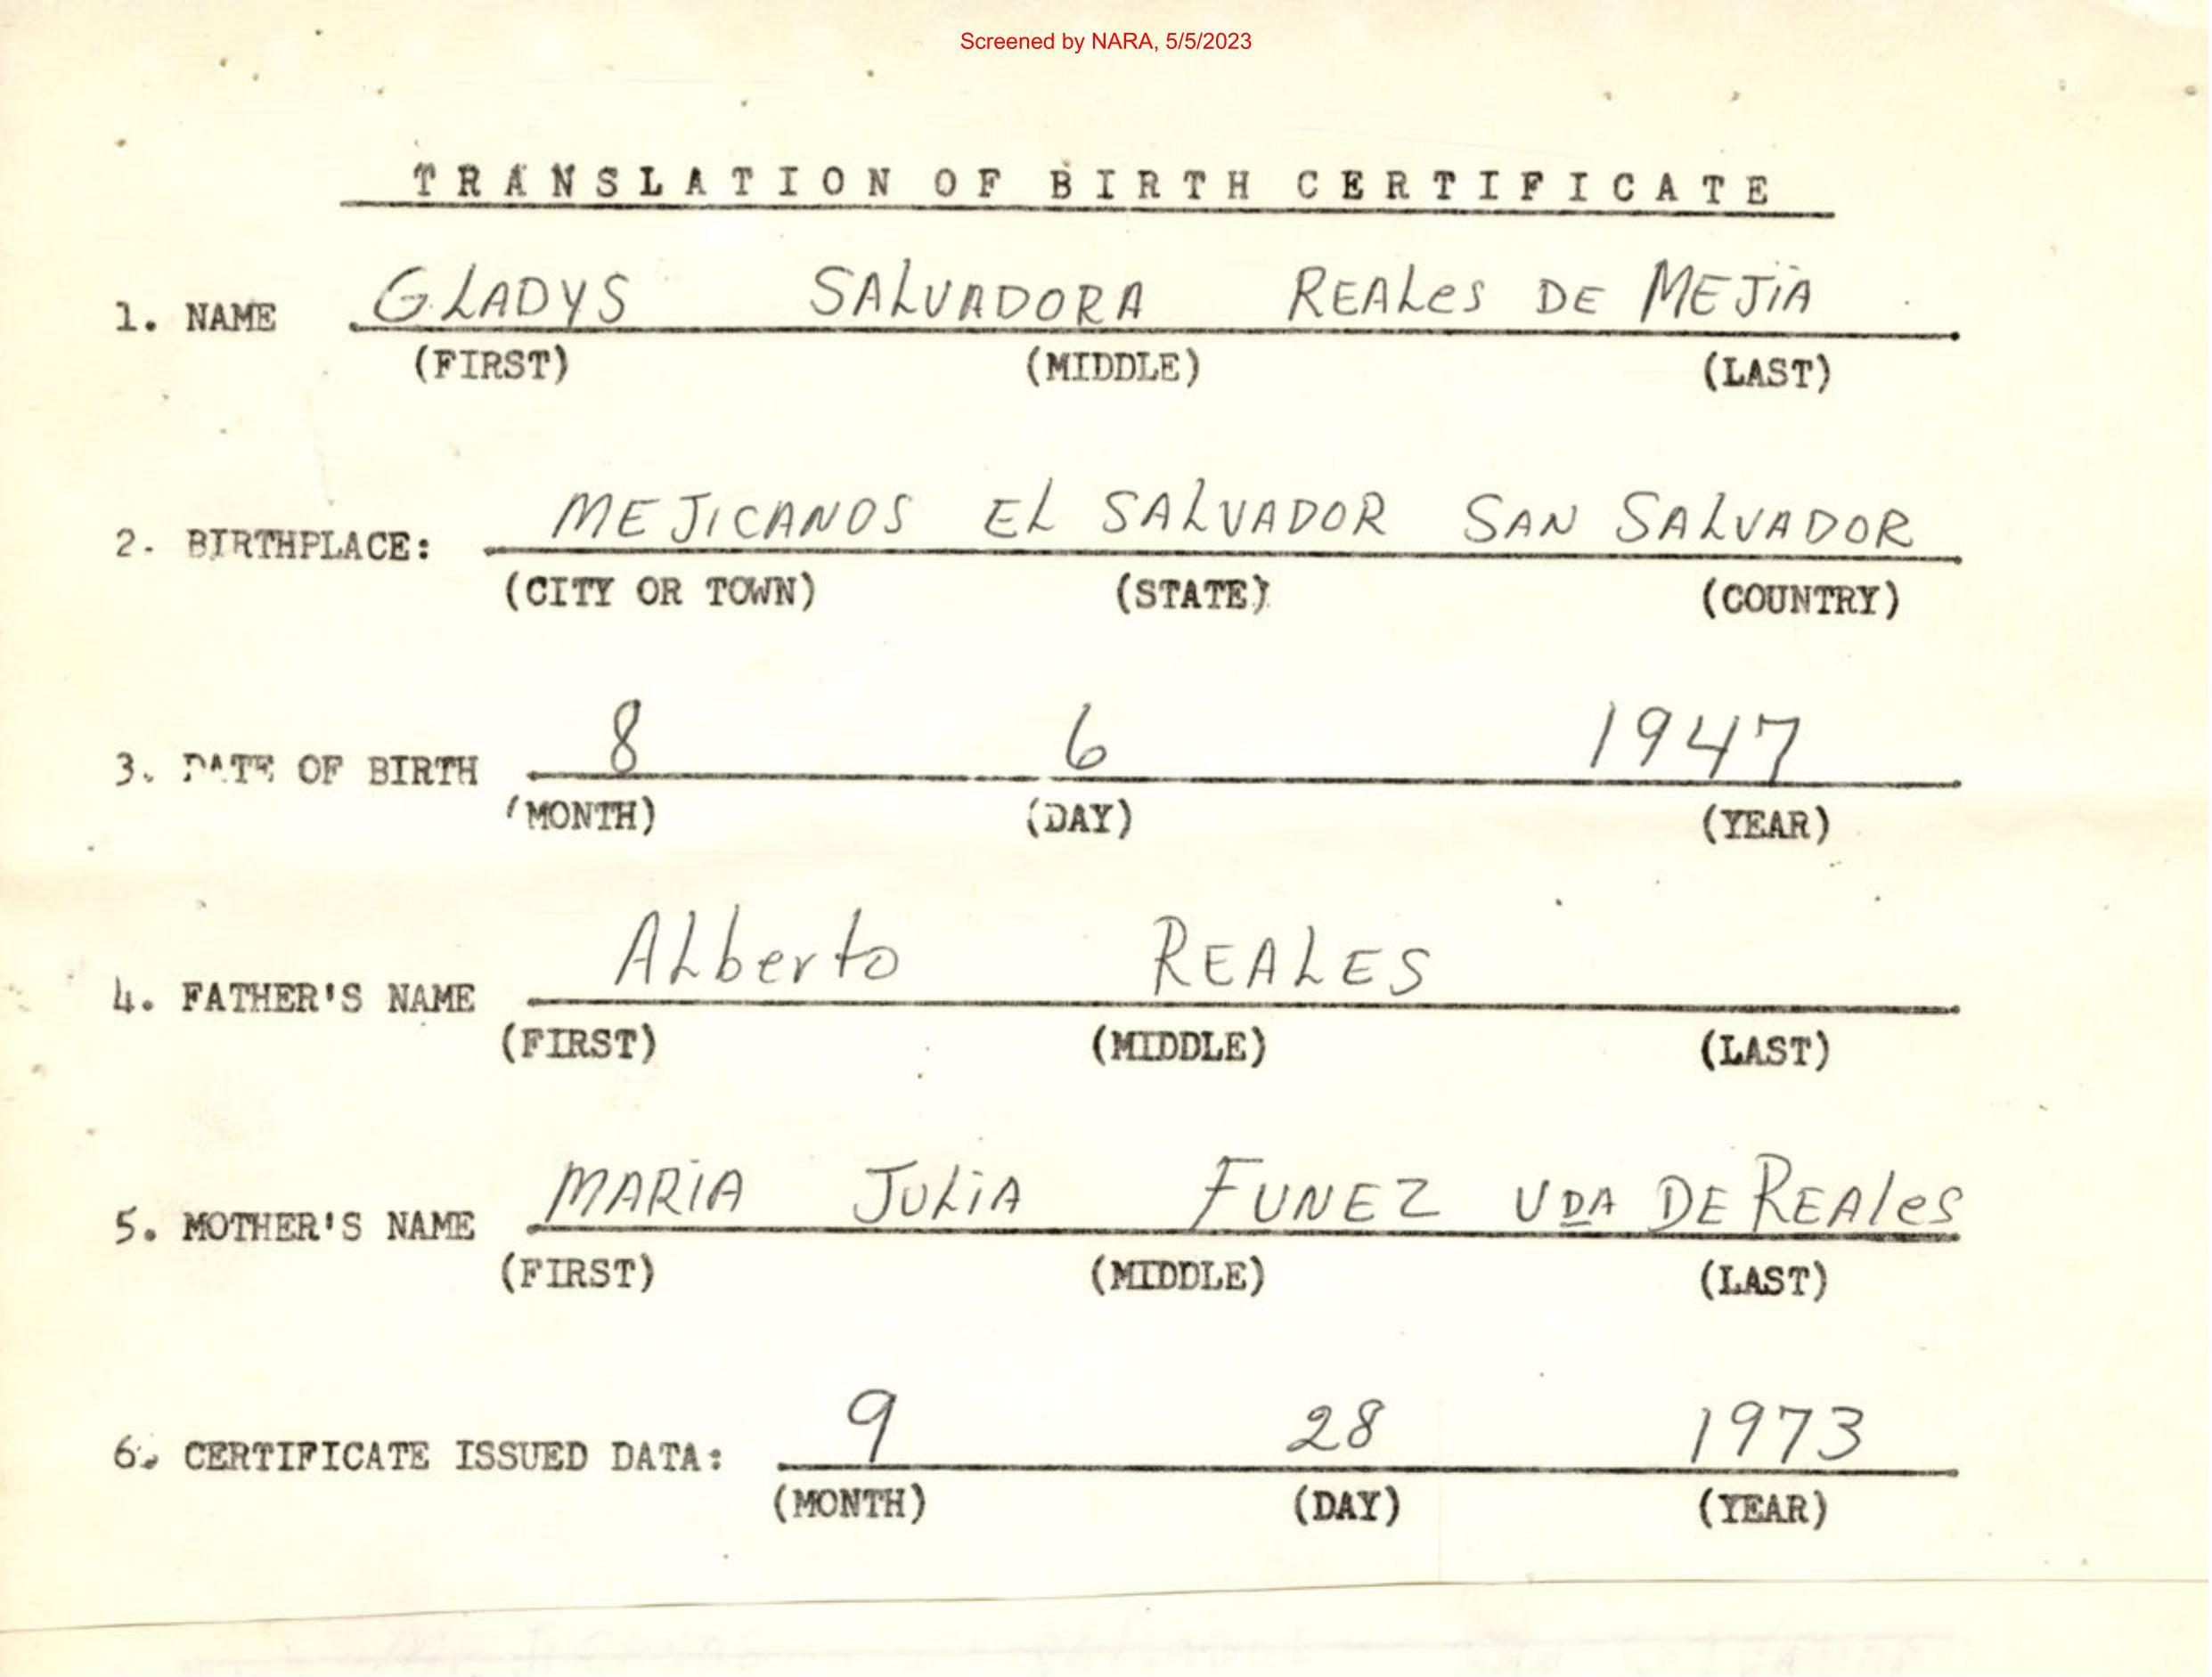 Screened by NARA, 5/5/2023
TRANSLATION OF BIRTH CERTIFICATE
1. NAME GLADYS SALVADORA REALes DE MEJIA
(FIRST) (MIDDLE) (LAST)
2. BIRTHPLACE: MEJICANOS EL SALVADOR SAN SALVADOR
(CITY OR TOWN) (STATE) (COUNTRY)
3. DATE OF BIRTH 8 6 1947
(MONTH) (DAY) (YEAR)
4. FATHER'S NAME ALberto REALES
(FIRST) (MIDDLE) (LAST)
5. MOTHER'S NAME MARiA JULiA FUNEZ VDA DE REAles
(FIRST) (MIDDLE) (LAST)
6. CERTIFICATE ISSUED DATA: 9 28 1973
(MONTH) (DAY) (YEAR)